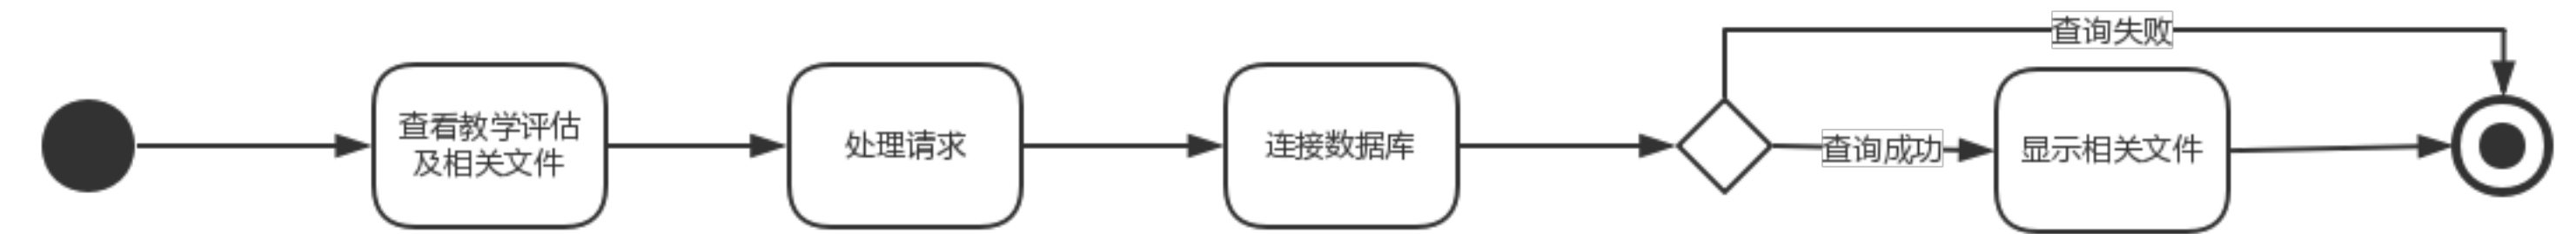 查看教学评估
及相关文件
处理请求
连接数据库
查询失败
查询成功
显示相关文件